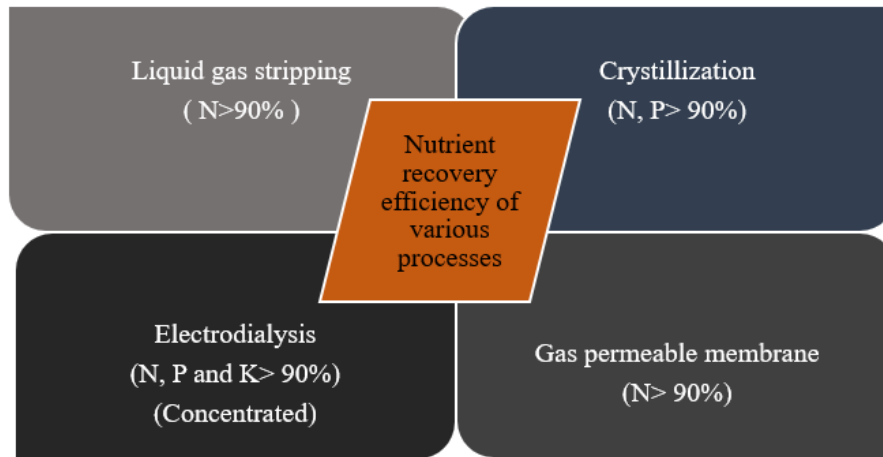 Liquid gas stripping
( N>90% )
Crystillization
(N, P> 90%)
Nutrient
recovery
efficiency of
various
processes
Electrodialysis
(N, P and K> 90%)
(Concentrated)
Gas permeable membrane
(N> 90%)